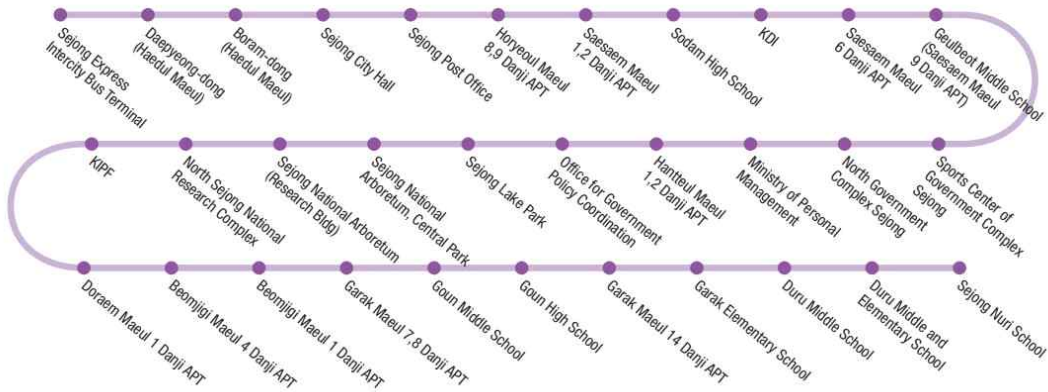 Sejong Express
Intercity Bus Terminal
Daepyeong-dong
(Haedul Maeul)
Boram-dong
(Haedul Maeul)
Sejong City Hall
Sejong Post Office
Horyeoul Maeul
8,9 Danji APT
Saesaem Maeul
1,2 Danji APT
Sodam High School
KDI
Saesaem Maeul
6 Danji APT
Geulbeot Middle School
(Saesaem Maeul
9 Danji APT)
KIPF
North Sejong National
Research Complex
Sejong National Arboretum
(Research Bldg)
Sejong National
Arboretum, Central Park
Sejong Lake Park
Office for Government
Policy Coordination
Hantteul Maeul
1,2 Danji APT
Ministry of Personal
Management
North Government
Complex Sejong
Sports Center of
Government Complex
Sejong
Doraem Maeul 1 Danji APT
Beomjigi Maeul 4 Danji APT
Beomjigi Maeul 1 Danji APT
Garak Maeul 7,8 Danji APT
Goun Middle School
Goun High School
Garak Maeul 14 Danji APT
Garak Elementary School
Duru Middle School
Duru Middle and
Elementary School
Sejong Nuri School